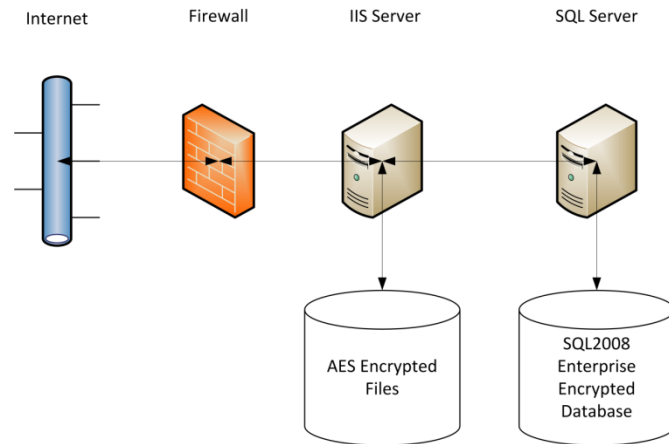 Internet
Firewall
IIS Server
SQL Server
AES Encrypted
Files
SQL2008
Enterprise
Encrypted
Database